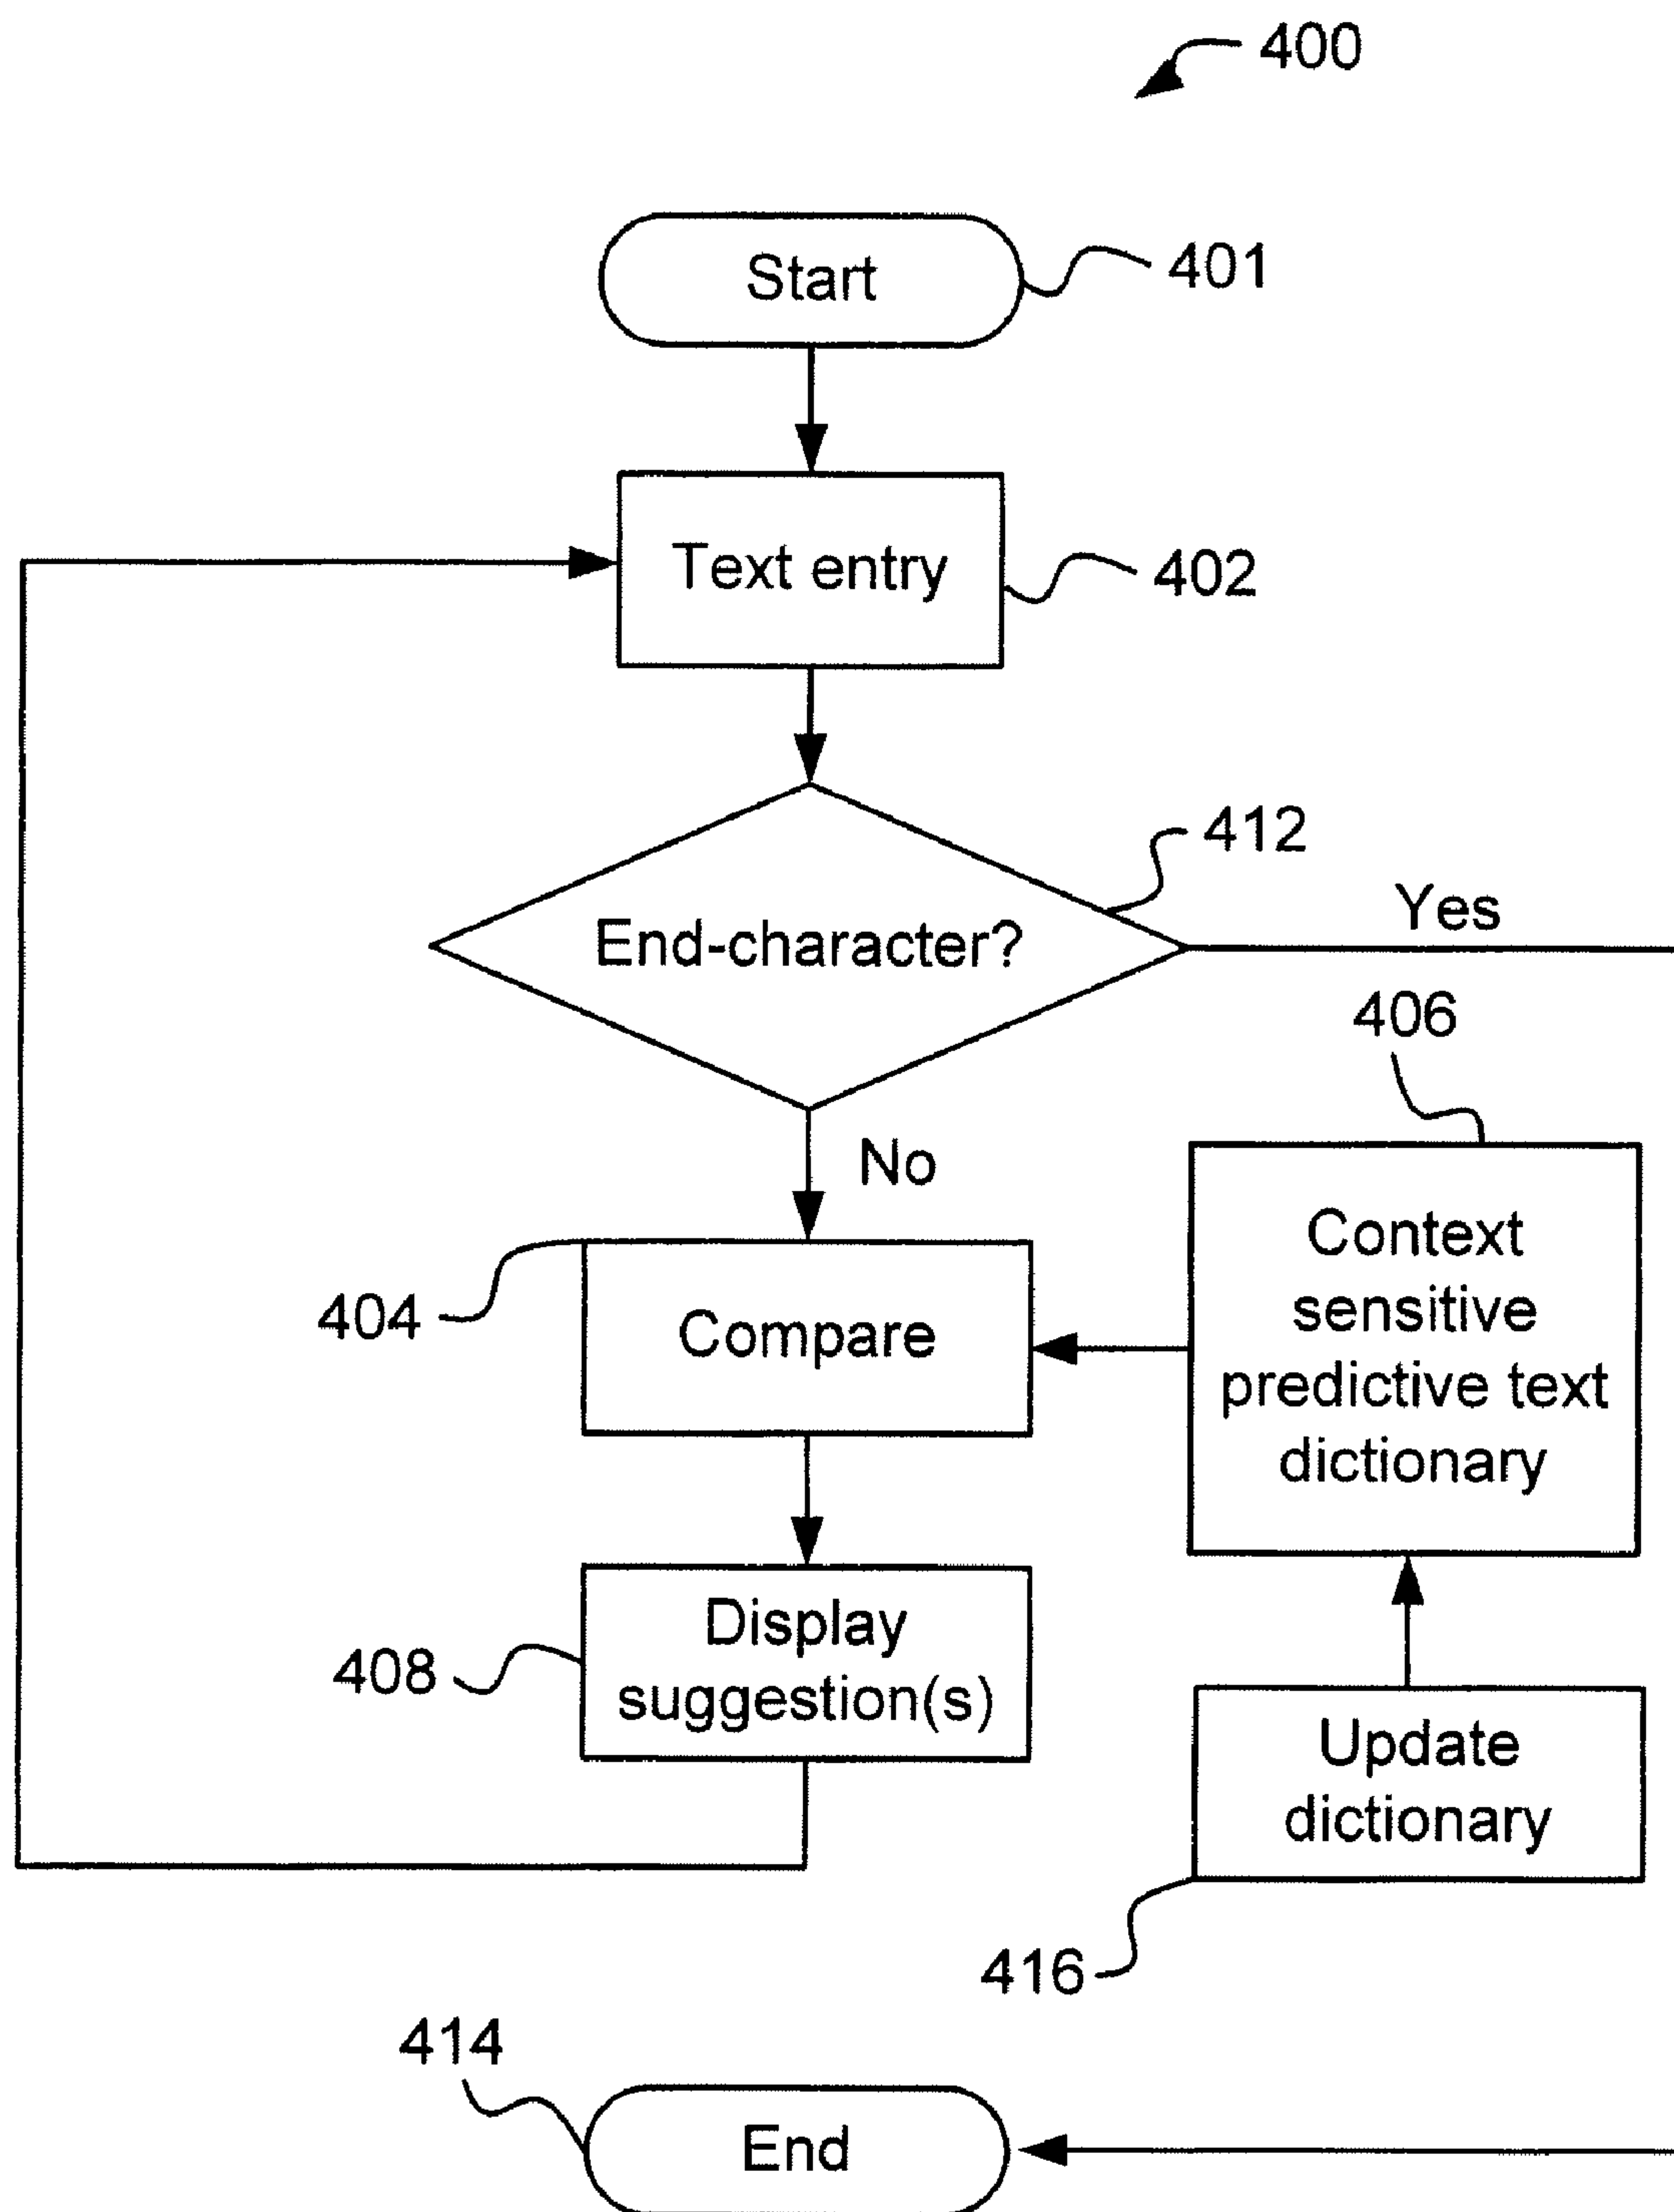 400
Start
401
Text entry
402
412
End-character?
Yes
406
No
Context
sensitive
predictive text
dictionary
404
Compare
Display
suggestion(s)
408
Update
dictionary
416
414
End